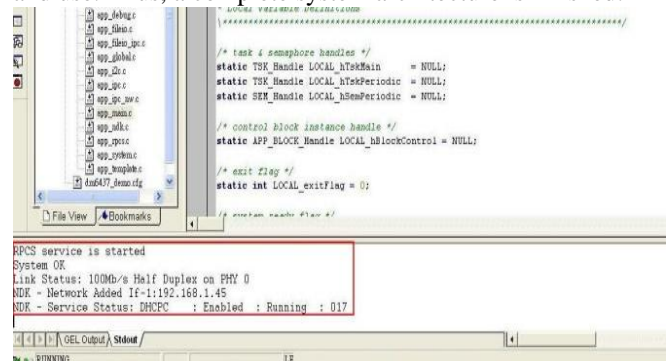 app_debug.c
app_fileio.c
app_fileio_ipc.c
app_global.c
app_i2c.c
app_ipc.c
app_ipc_nw.c
app_main.c
app_ndk.c
app_rpcs.c
app_system.c
app_template.c
dm6437_demo.cfg
File View
Bookmarks
/* task & semaphore handles */
static TSK_Handle LOCAL_hTskMain = NULL;
static TSK_Handle LOCAL_hTskPeriodic = NULL;
static SEM_Handle LOCAL_hSemPeriodic = NULL;
/* control block instance handle */
static APP_BLOCK_Handle LOCAL_hBlockControl = NULL;
/* exit flag */
static int LOCAL_exitFlag = 0;
/* system ready flag */
RPCS service is started
System OK
Link Status: 100Mb/s Half Duplex on PHY 0
NDK - Network Added If-1:192.168.1.45
NDK - Service Status: DHCPC : Enabled : Running : 017
GEL Output
Stdout
RUNNING